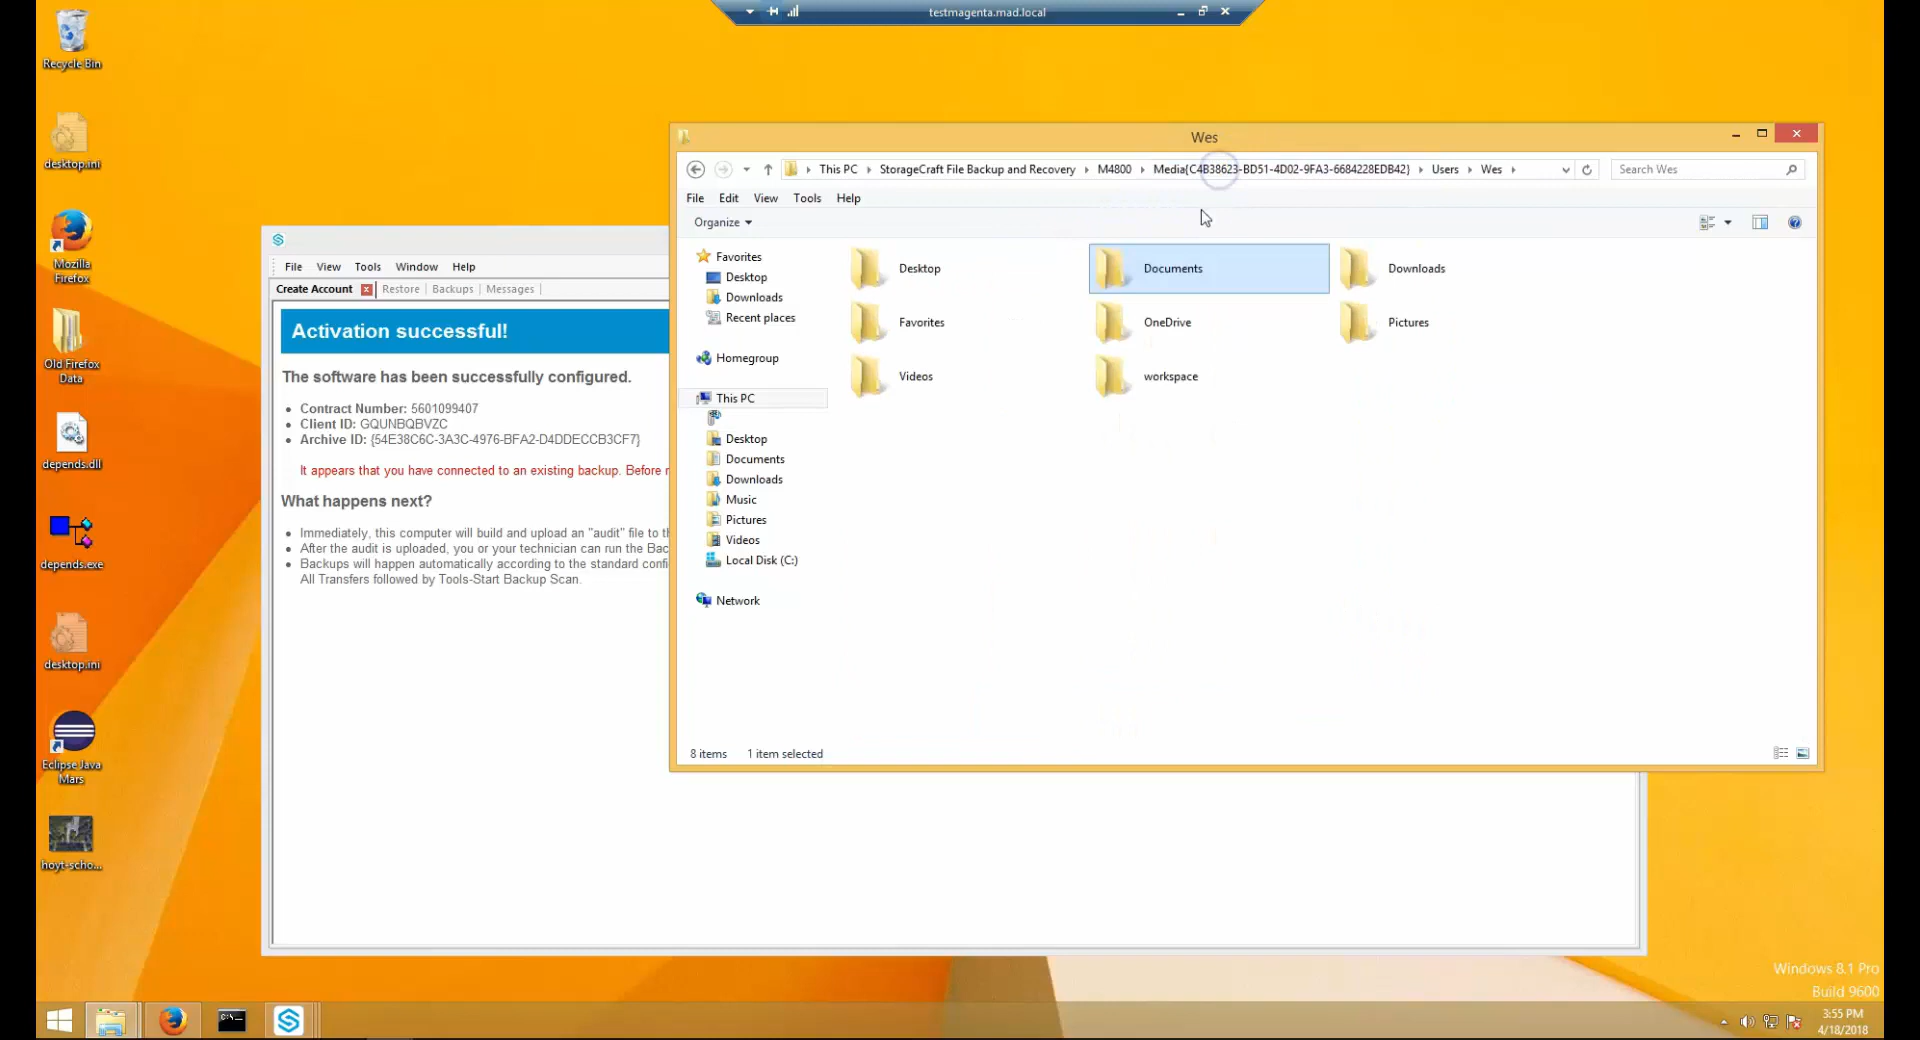 testmagenta.mad.local
Recycle Bin
desktop.ini
Mozilla
Firefox
Old Firefox
Data
depends.dll
depends.exe
desktop.ini
Eclipse Java
Mars
hoyt-scho...
Wes
This PC StorageCraft File Backup and Recovery M4800 Media{C4B38623-BD51-4D02-9FA3-6684228EDB42} Users Wes
Search Wes
File Edit View Tools Help
Organize
Favorites
Desktop
Downloads
Recent places
Homegroup
This PC
Desktop
Documents
Downloads
Music
Pictures
Videos
Local Disk (C:)
Network
Desktop Documents Downloads
Favorites OneDrive Pictures
Videos workspace
8 items 1 item selected
File View Tools Window Help
Create Account Restore Backups Messages
Activation successful!
The software has been successfully configured.
Contract Number: 5601099407
Client ID: GQUNBQBVZC
Archive ID: {54E38C6C-3A3C-4976-BFA2-D4DDECCB3CF7}
It appears that you have connected to an existing backup. Before
What happens next?
Immediately, this computer will build and upload an "audit" file to
After the audit is uploaded, you or your technician can run the Bac
Backups will happen automatically according to the standard confi
All Transfers followed by Tools-Start Backup Scan.
Windows 8.1 Pro
Build 9600
3:55 PM
4/18/2018